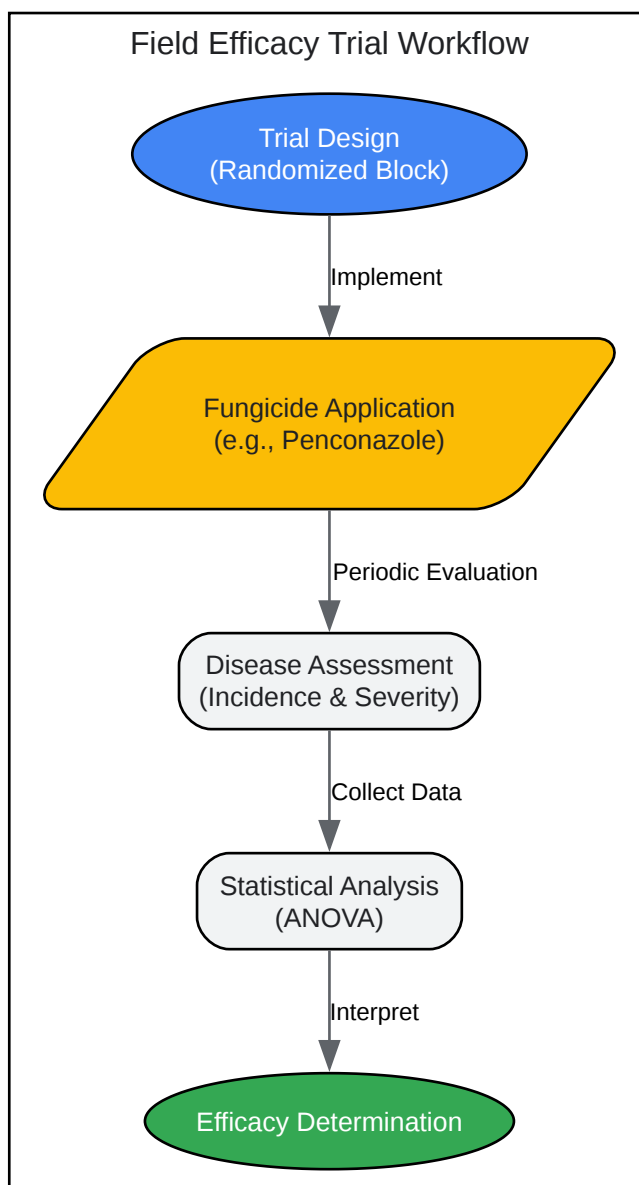 Field Efficacy Trial Workflow
Trial Design
(Randomized Block)
Implement
Fungicide Application
(e.g., Penconazole)
Periodic Evaluation
Disease Assessment
(Incidence & Severity)
Collect Data
Statistical Analysis
(ANOVA)
Interpret
Efficacy Determination